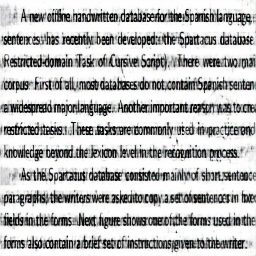 A new offline handwritten database for the Spanish language,
sentences, has recently been developed: the Spartacus database
Restricted-domain Task of Cursive Script). There were two mai
corpus. First of all, most databases do not contain Spanish senten
a widespread major language. Another important reason was to cre
restricted tasks. These tasks are commonly used in practice and
knowledge beyond the lexicon level in the recognition process.
As the Spartacus database consisted mainly of short sentence
paragraphs, the writers were asked to copy a set of sentences in fixe
fields in the forms. Next figure shows one of the forms used in the
forms also contain a brief set of instructions given to the writer.